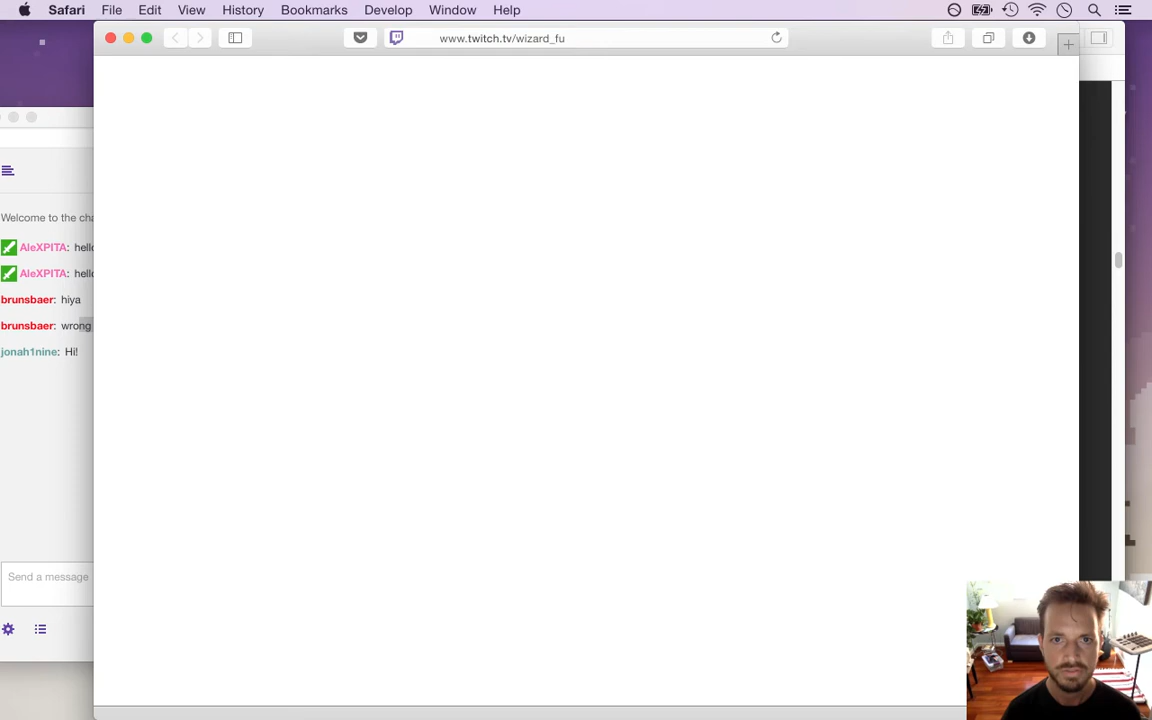 Safari File Edit View History Bookmarks Develop Window Help
www.twitch.tv/wizard_fu
Welcome to the cha
AleXPITA: hello
AleXPITA: hello
brunsbaer: hiya
brunsbaer: wrong
jonah1nine: Hi!
Send a message